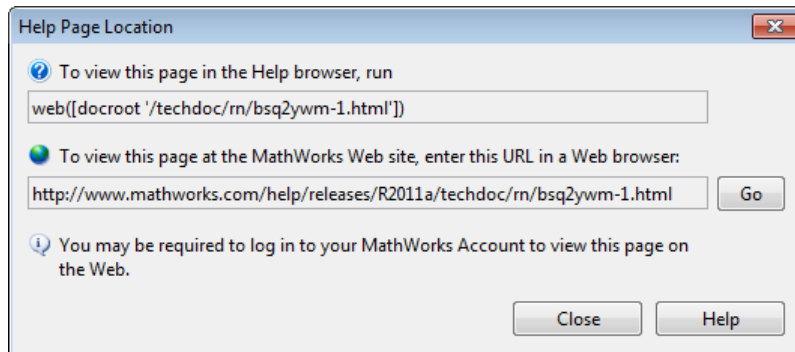 Help Page Location
To view this page in the Help browser, run
web([docroot '/techdoc/rn/bsq2ywm-1.html'])
To view this page at the MathWorks Web site, enter this URL in a Web browser:
http://www.mathworks.com/help/releases/R2011a/techdoc/rn/bsq2ywm-1.html
Go
You may be required to log in to your MathWorks Account to view this page on
the Web.
Close
Help